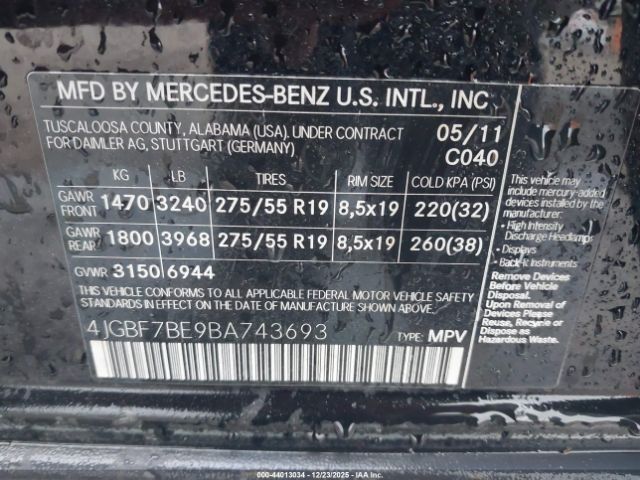 MFD BY MERCEDES-BENZ U.S. INTL., INC
TUSCALOOSA COUNTY, ALABAMA (USA). UNDER CONTRACT
FOR DAIMLER AG, STUTTGART (GERMANY)
05/11
C040
KG LB TIRES RIM SIZE COLD KPA (PSI)
GAWR FRONT 1470 3240 275/55 R19 8,5x19 220(32)
GAWR REAR 1800 3968 275/55 R19 8,5x19 260(38)
GVWR 3150 6944
THIS VEHICLE CONFORMS TO ALL APPLICABLE FEDERAL MOTOR VEHICLE SAFETY
STANDARDS IN EFFECT ON THE DATE OF MANUFACTURE SHOWN ABOVE.
4JGBF7BE9BA743693
TYPE: MPV
This vehicle may
include mercury-added
devices installed by the
manufacturer:
• High Intensity
Discharge Headlamps
• Displays
• Back-lit Instruments
Remove Devices
Before Vehicle
Disposal.
Upon Removal of
Devices Please
Reuse, Recycle or
Dispose as
Hazardous Waste.
000-44013034 - 12/23/2025 - IAAI.com